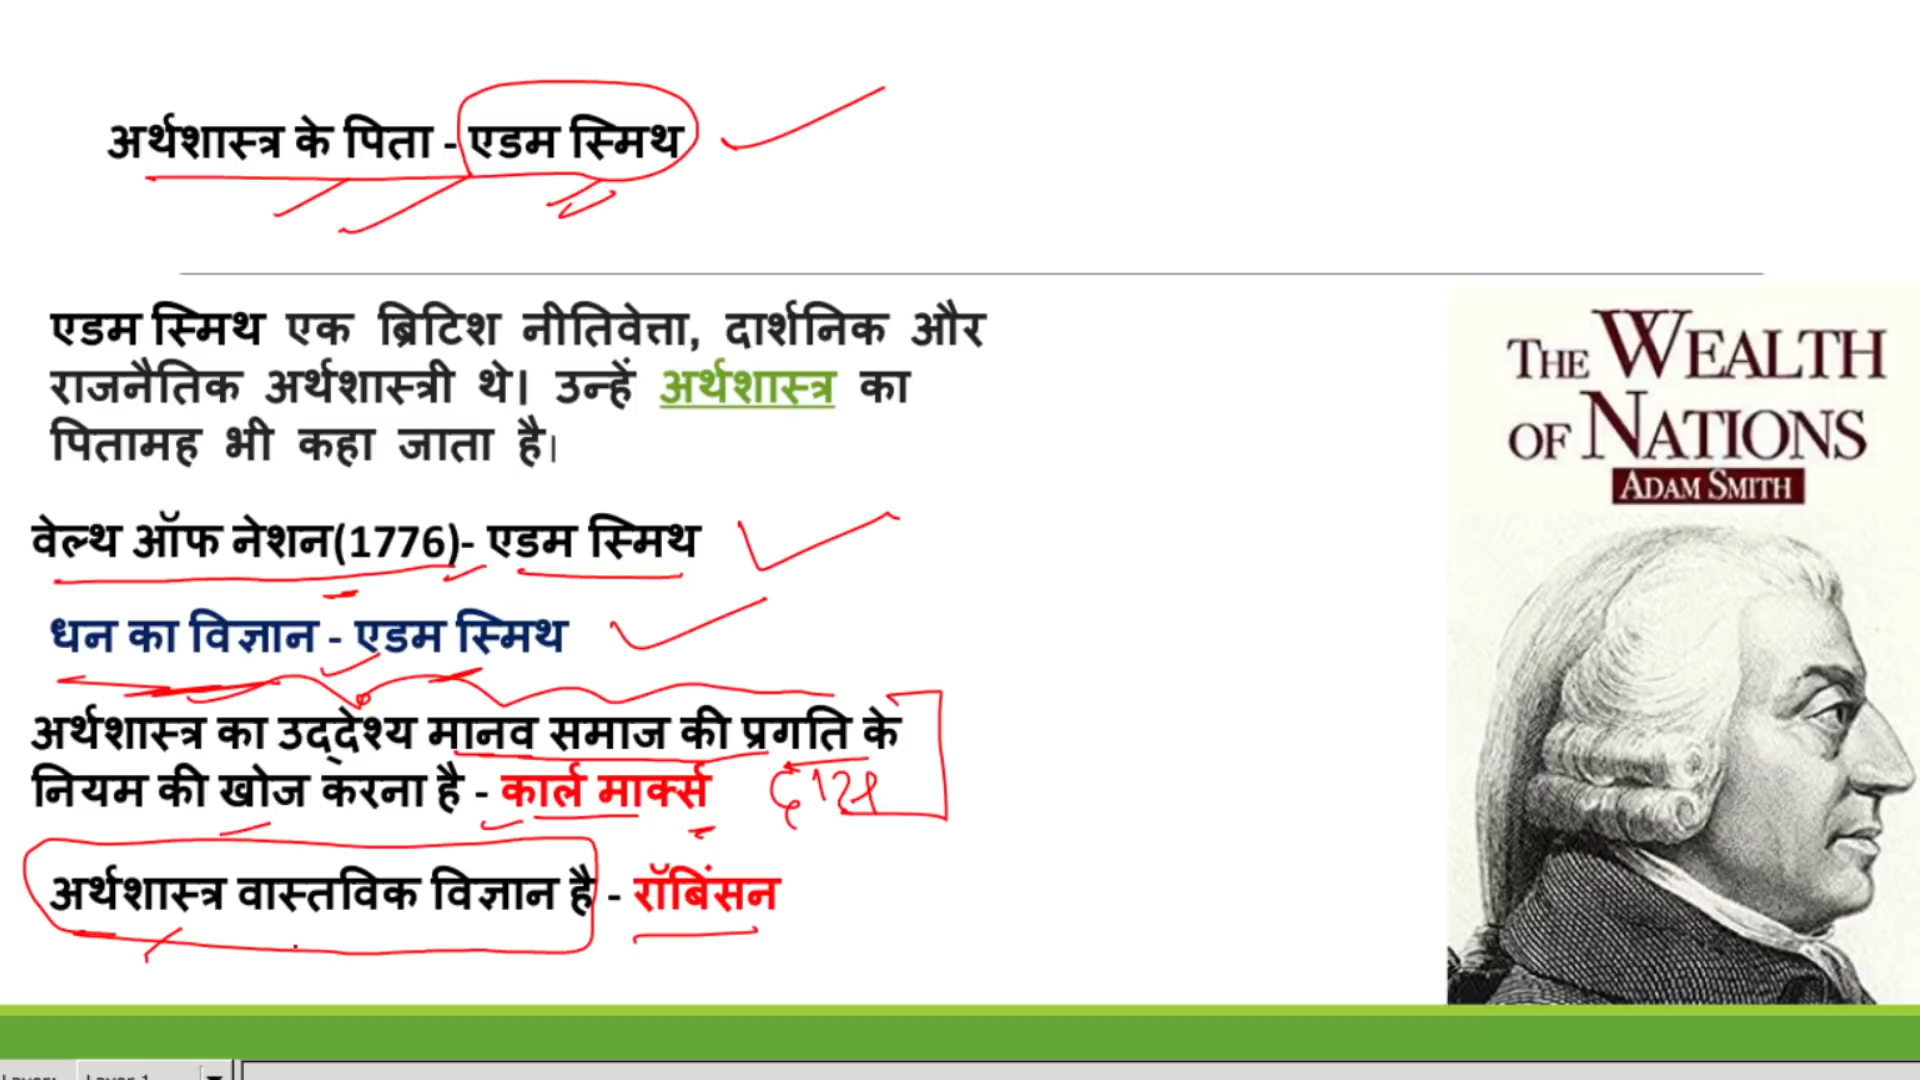 अर्थशास्त्र के पिता - एडम स्मिथ
एडम स्मिथ एक ब्रिटिश नीतिवेत्ता, दार्शनिक और
राजनैतिक अर्थशास्त्री थे। उन्हें अर्थशास्त्र का
पितामह भी कहा जाता है।
वेल्थ ऑफ नेशन(1776)- एडम स्मिथ
धन का विज्ञान - एडम स्मिथ
अर्थशास्त्र का उद्देश्य मानव समाज की प्रगति के
नियम की खोज करना है - कार्ल मार्क्स
अर्थशास्त्र वास्तविक विज्ञान है - रॉबिंसन
THE WEALTH
OF NATIONS
ADAM SMITH